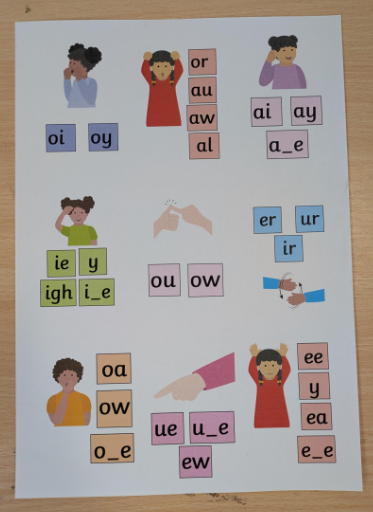 oi oy
or
au
aw
al
ai ay
a_e
ie y
igh i_e
ou ow
er ur
ir
oa
ow
o_e
ue u_e
ew
ee
y
ea
e_e